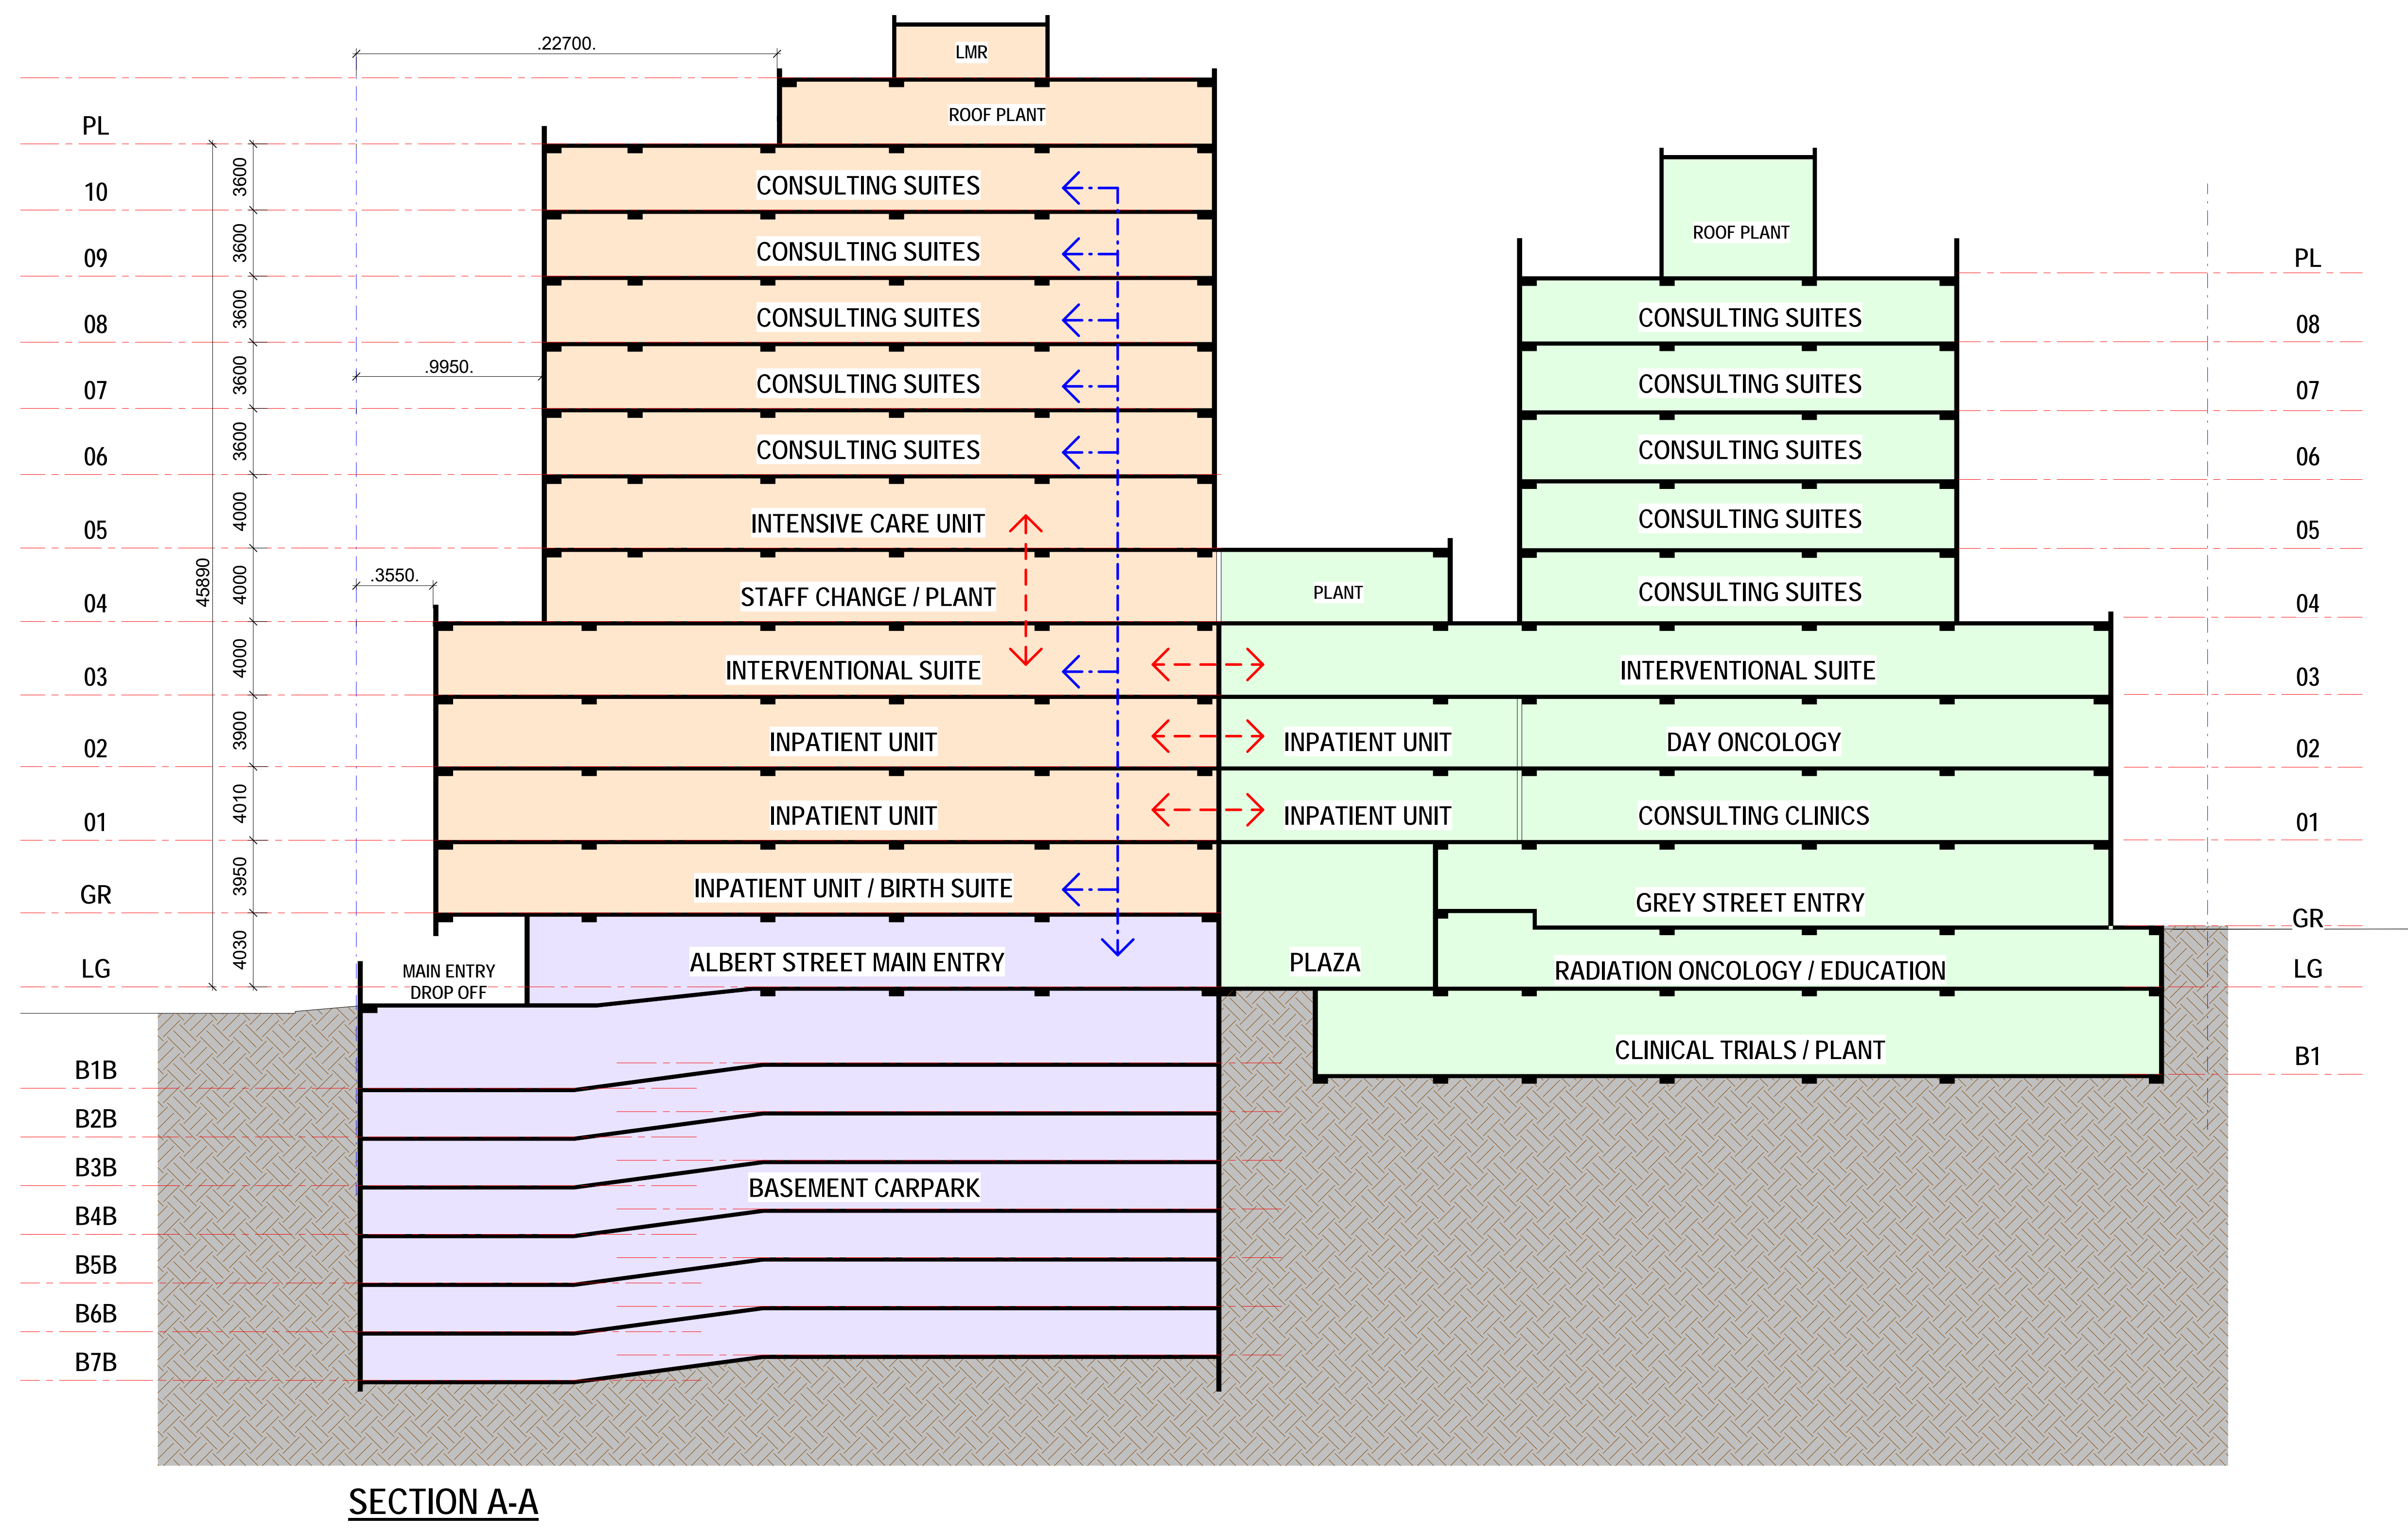 .22700.
LMR
ROOF PLANT
PL
3600
CONSULTING SUITES
10
ROOF PLANT
3600
CONSULTING SUITES
09
PL
3600
CONSULTING SUITES
CONSULTING SUITES
08
08
.9950.
3600
CONSULTING SUITES
CONSULTING SUITES
07
07
3600
CONSULTING SUITES
CONSULTING SUITES
06
06
4000
INTENSIVE CARE UNIT
CONSULTING SUITES
05
05
45890
.3550.
4000
STAFF CHANGE / PLANT
PLANT
CONSULTING SUITES
04
04
4000
INTERVENTIONAL SUITE
INTERVENTIONAL SUITE
03
03
3900
INPATIENT UNIT
INPATIENT UNIT
DAY ONCOLOGY
02
02
4010
INPATIENT UNIT
INPATIENT UNIT
CONSULTING CLINICS
01
01
3950
INPATIENT UNIT / BIRTH SUITE
GREY STREET ENTRY
GR
GR
4030
ALBERT STREET MAIN ENTRY
PLAZA
RADIATION ONCOLOGY / EDUCATION
LG
LG
MAIN ENTRY
DROP OFF
CLINICAL TRIALS / PLANT
B1B
B1
B2B
B3B
BASEMENT CARPARK
B4B
B5B
B6B
B7B
SECTION A-A